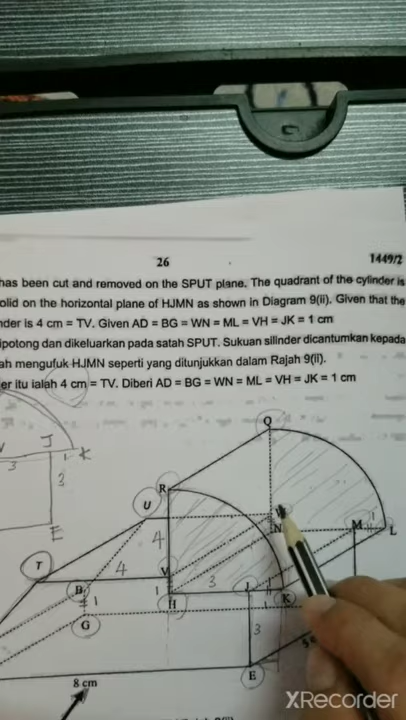 26
1449/2
has been cut and removed on the SPUT plane. The quadrant of the cylinder is
olid on the horizontal plane of HJMN as shown in Diagram 9(ii). Given that the
nder is 4 cm = TV. Given AD = BG = WN = ML = VH = JK = 1 cm
ipotong dan dikeluarkan pada satah SPUT. Sukuan silinder dicantumkan kepada
ah mengufuk HJMN seperti yang ditunjukkan dalam Rajah 9(ii).
er itu ialah 4 cm = TV. Diberi AD = BG = WN = ML = VH = JK = 1 cm
J
K
3
1
3
E
Q
R
U
4
N
M
1
L
T
4
V
B
1
1
3
J
K
H
G
3
E
8 cm
XRecorder